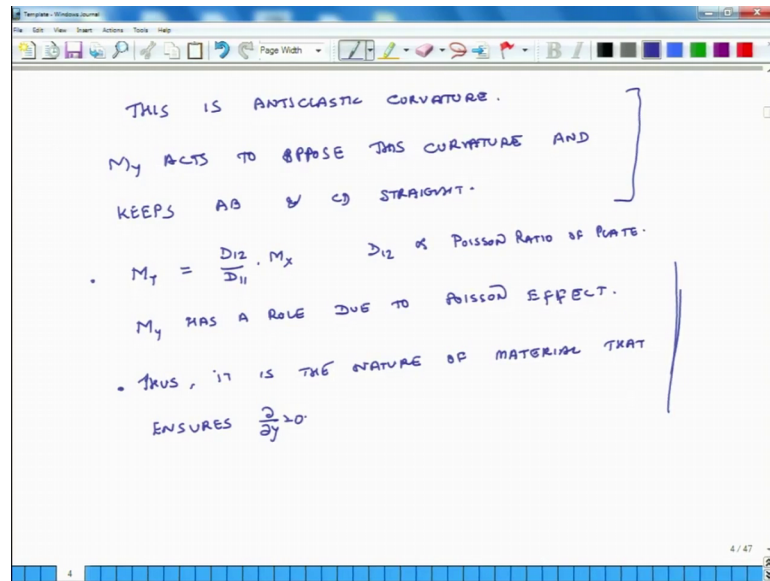 Template - Windows Journal
File Edit View Insert Actions Tools Help
Page Width
B I
THIS IS ANTICLASTIC CURVATURE.
My ACTS TO OPPOSE THIS CURVATURE AND
KEEPS AB & CD STRAIGHT.
• My = D12/D11 . Mx D12 α POISSON RATIO OF PLATE.
My HAS A ROLE DUE TO POISSON EFFECT.
• THUS, IT IS THE NATURE OF MATERIAL THAT
ENSURES ∂/∂y=0.
4 / 47
4